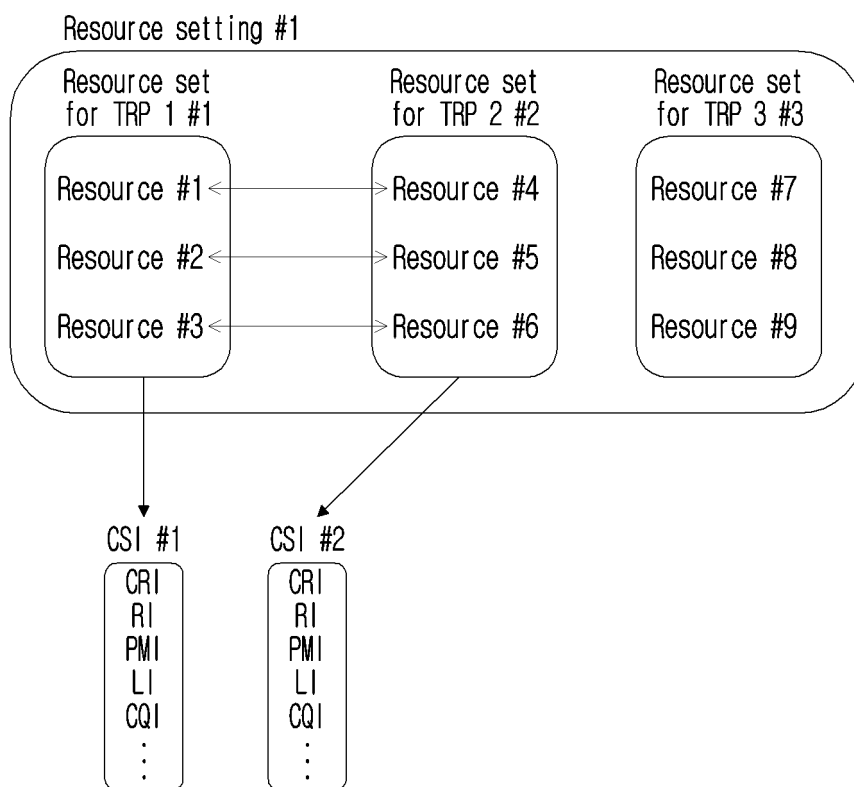 Resource setting #1
Resource set
for TRP 1 #1
Resource set
for TRP 2 #2
Resource set
for TRP 3 #3
Resource #1
Resource #4
Resource #7
Resource #2
Resource #5
Resource #8
Resource #3
Resource #6
Resource #9
CSI #1
CRI
RI
PMI
LI
CQI
⋮
CSI #2
CRI
RI
PMI
LI
CQI
⋮